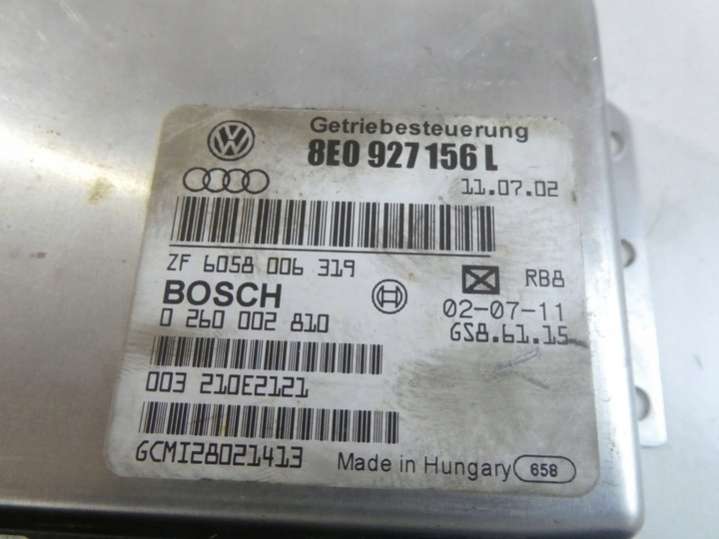 Getriebesteuerung
8E0 927 156 L
11.07.02
ZF 6058 006 319
RB8
BOSCH
02-07-11
0 260 002 810
GS8.61.15
003 210E2121
GCMI28021413
Made in Hungary 658